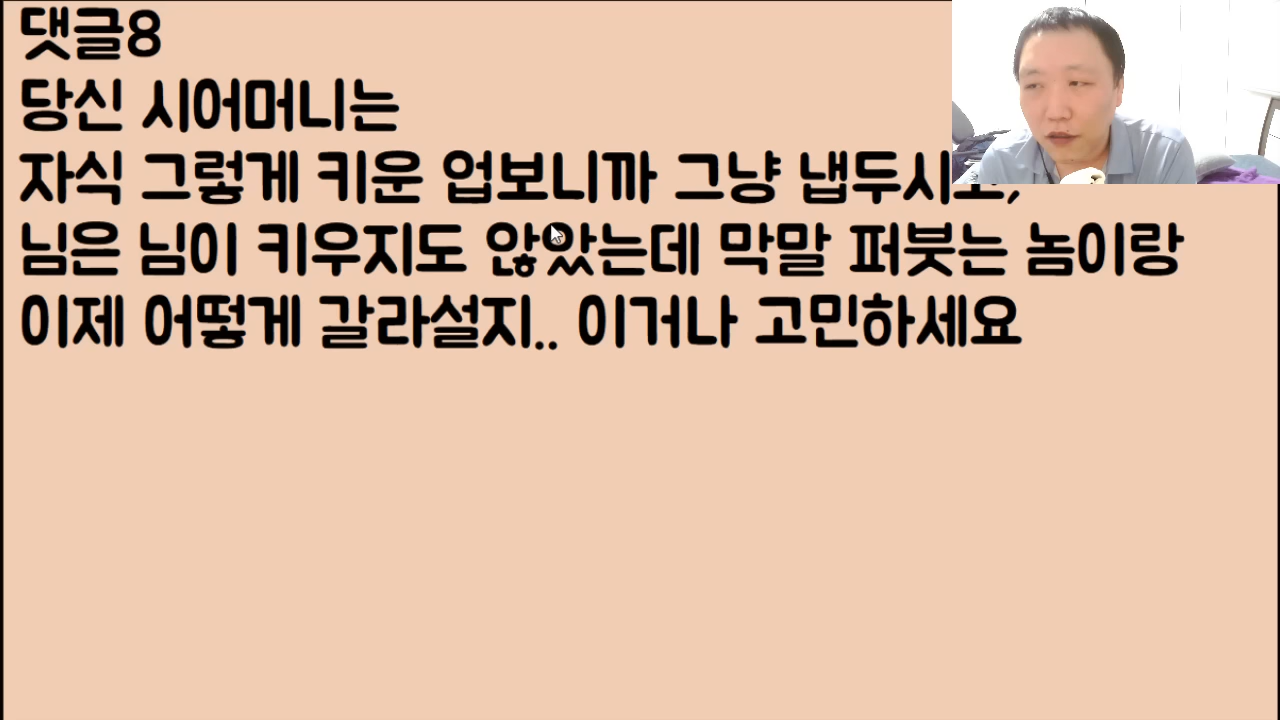 댓글8
당신 시어머니는
자식 그렇게 키운 업보니까 그냥 냅두시고,
님은 님이 키우지도 않았는데 막말 퍼붓는 놈이랑
이제 어떻게 갈라설지.. 이거나 고민하세요